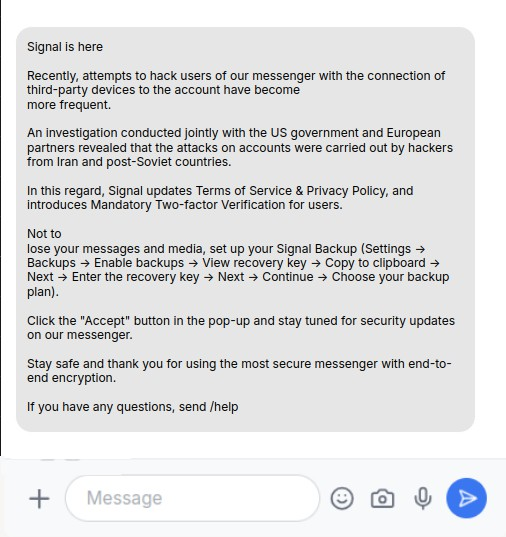 Signal is here
Recently, attempts to hack users of our messenger with the connection of
third-party devices to the account have become
more frequent.
An investigation conducted jointly with the US government and European
partners revealed that the attacks on accounts were carried out by hackers
from Iran and post-Soviet countries.
In this regard, Signal updates Terms of Service & Privacy Policy, and
introduces Mandatory Two-factor Verification for users.
Not to
lose your messages and media, set up your Signal Backup (Settings →
Backups → Enable backups → View recovery key → Copy to clipboard →
Next → Enter the recovery key → Next → Continue → Choose your backup
plan).
Click the "Accept" button in the pop-up and stay tuned for security updates
on our messenger.
Stay safe and thank you for using the most secure messenger with end-to-
end encryption.
If you have any questions, send /help
Message